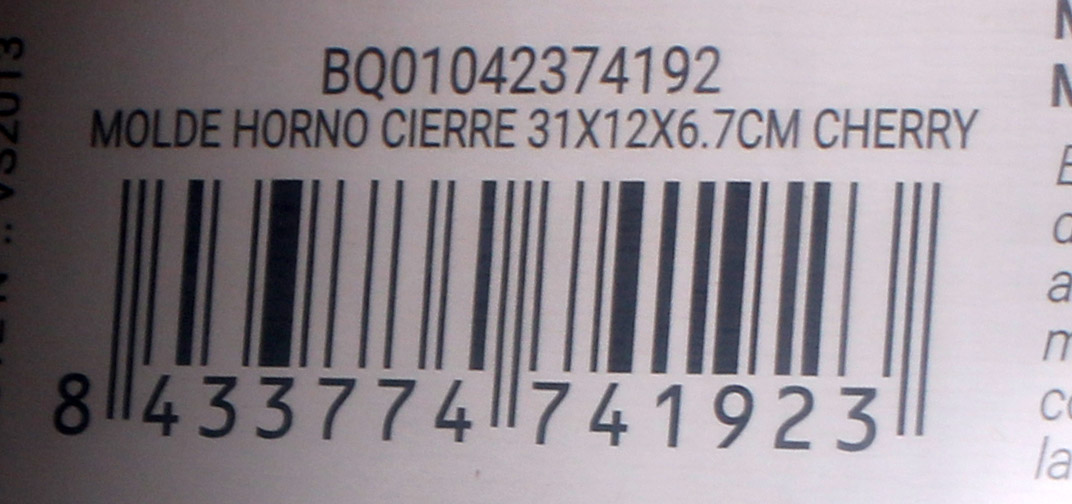 BQ01042374192
MOLDE HORNO CIERRE 31X12X6.7CM CHERRY
8 433774 741923